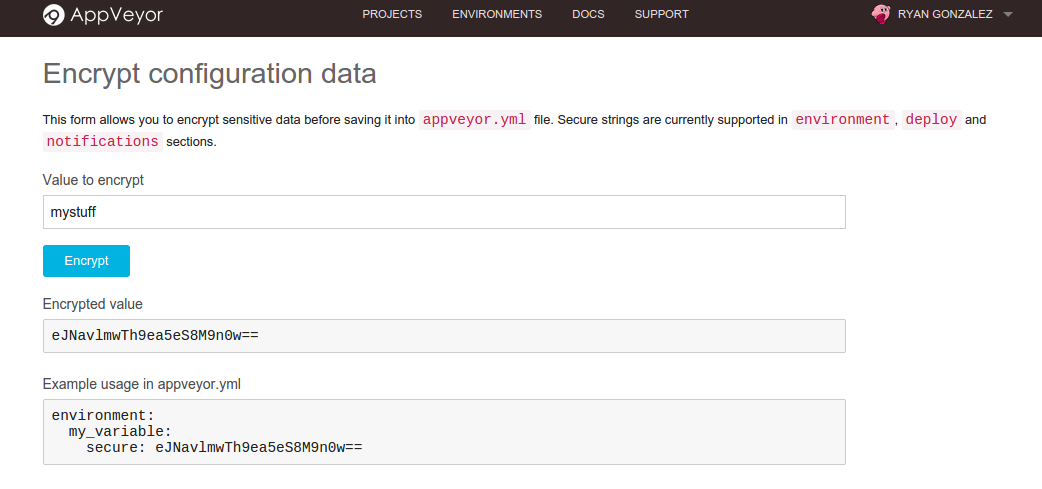 AppVeyor PROJECTS ENVIRONMENTS DOCS SUPPORT RYAN GONZALEZ
Encrypt configuration data
This form allows you to encrypt sensitive data before saving it into appveyor.yml file. Secure strings are currently supported in environment, deploy and
notifications sections.
Value to encrypt
mystuff
Encrypt
Encrypted value
eJNavlmwTh9ea5eS8M9n0w==
Example usage in appveyor.yml
environment:
  my_variable:
    secure: eJNavlmwTh9ea5eS8M9n0w==